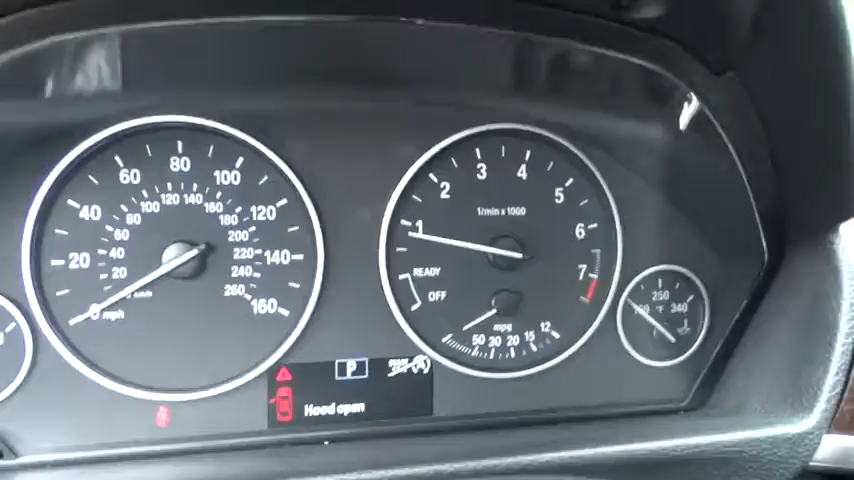 0 20 40 60 80 100 120 140 160
20 40 60 80 100 120 140 160 180 200 220 240 260
km/h
mph
1 2 3 4 5 6 7
1/min x 1000
READY
OFF
mpg
50 30 20 15 12
250
°F 340
P
START
Hood open